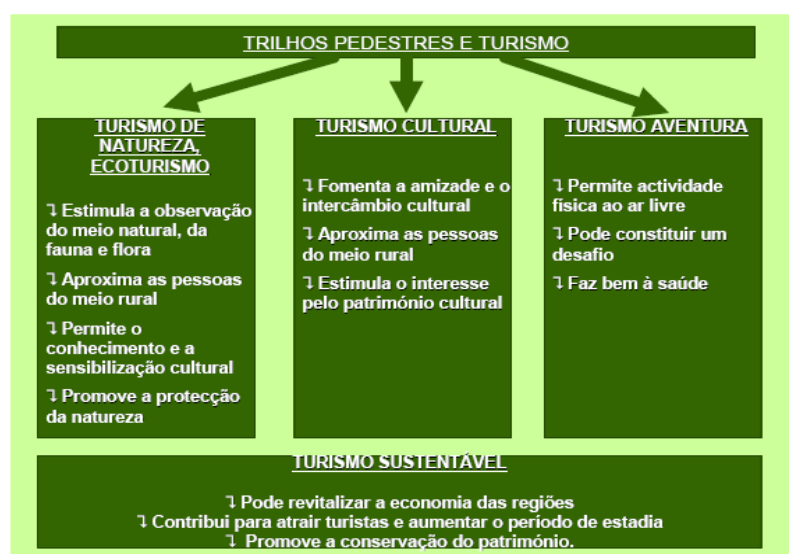 TRILHOS PEDESTRES E TURISMO
TURISMO DE
NATUREZA,
ECOTURISMO
Estimula a observação
do meio natural, da
fauna e flora
Aproxima as pessoas
do meio rural
Permite o
conhecimento e a
sensibilização cultural
Promove a protecção
da natureza
TURISMO CULTURAL
Fomenta a amizade e o
intercâmbio cultural
Aproxima as pessoas
do meio rural
Estimula o interesse
pelo património cultural
TURISMO AVENTURA
Permite actividade
física ao ar livre
Pode constituir um
desafio
Faz bem à saúde
TURISMO SUSTENTÁVEL
Pode revitalizar a economia das regiões
Contribui para atrair turistas e aumentar o período de estadia
Promove a conservação do património.